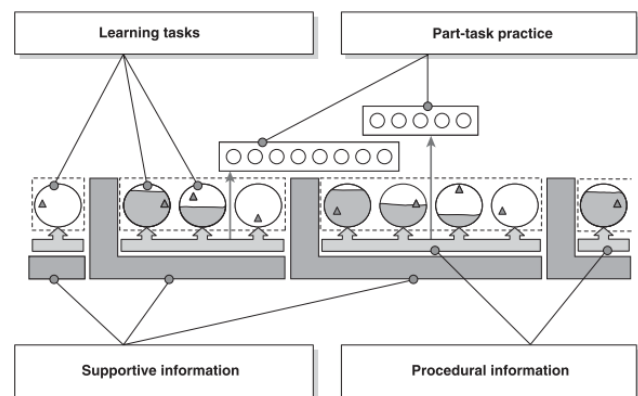 Learning tasks
Part-task practice
Supportive information
Procedural information